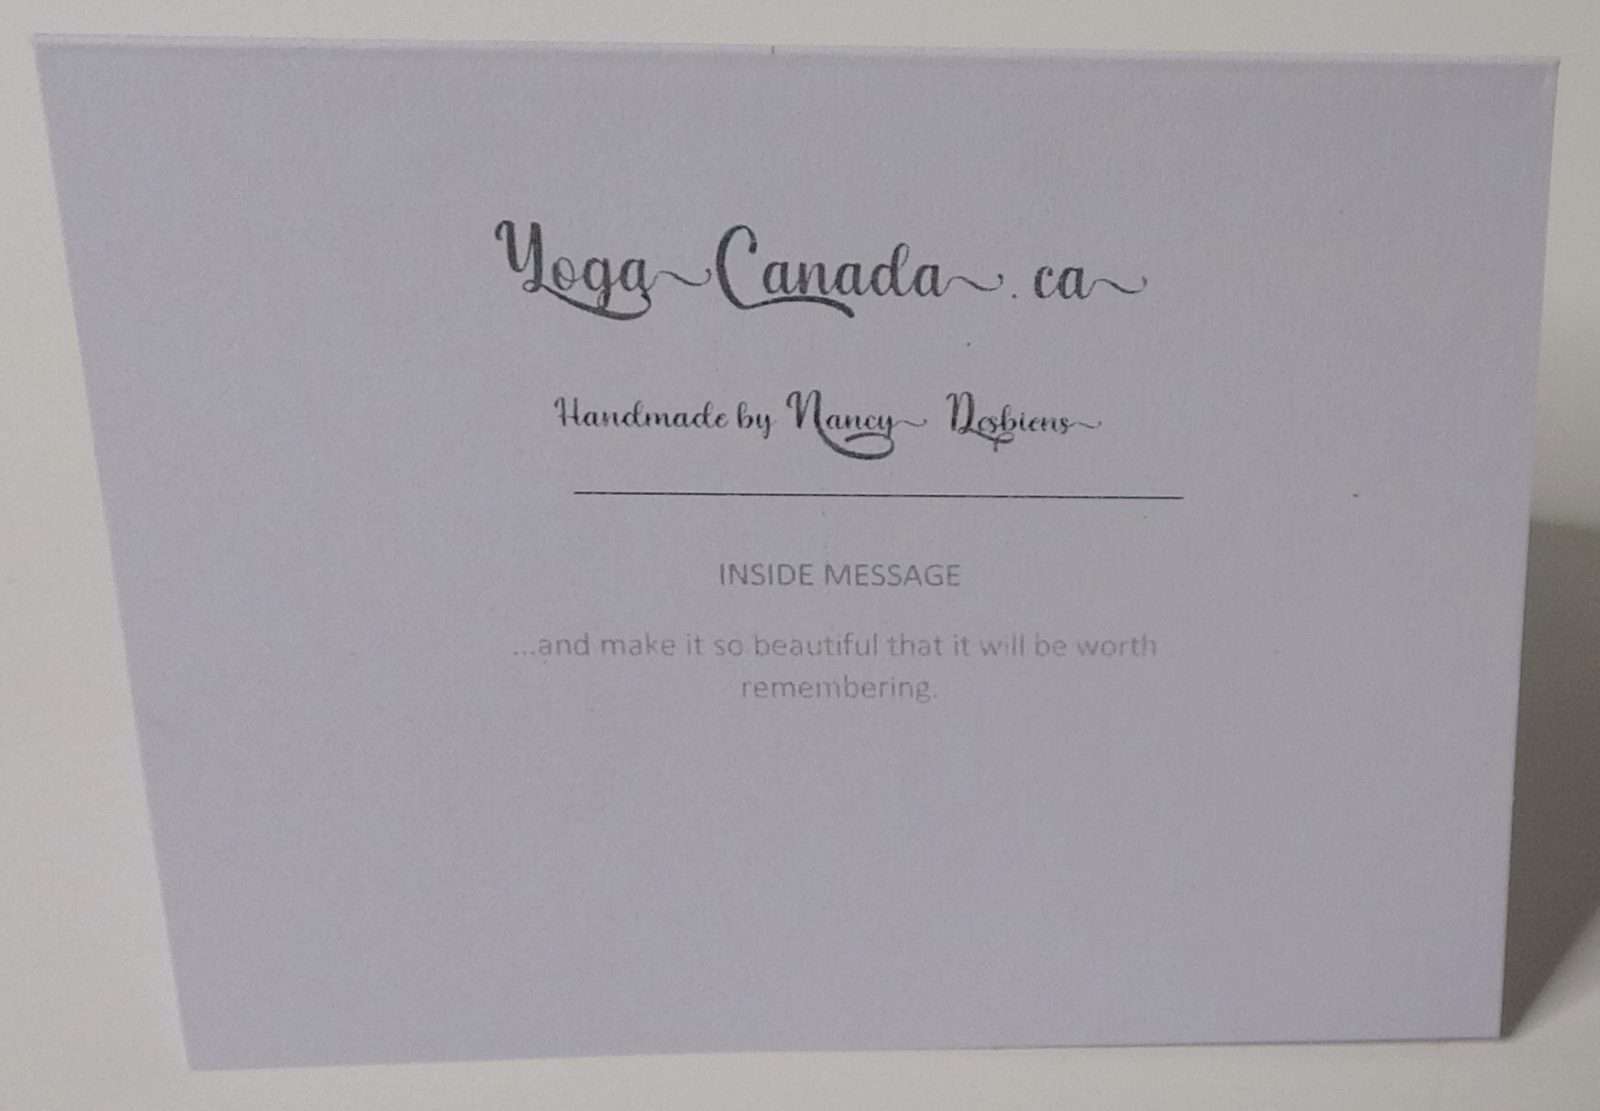 Yoga Canada.ca
Handmade by Nancy Desbiens
INSIDE MESSAGE
...and make it so beautiful that it will be worth
remembering.